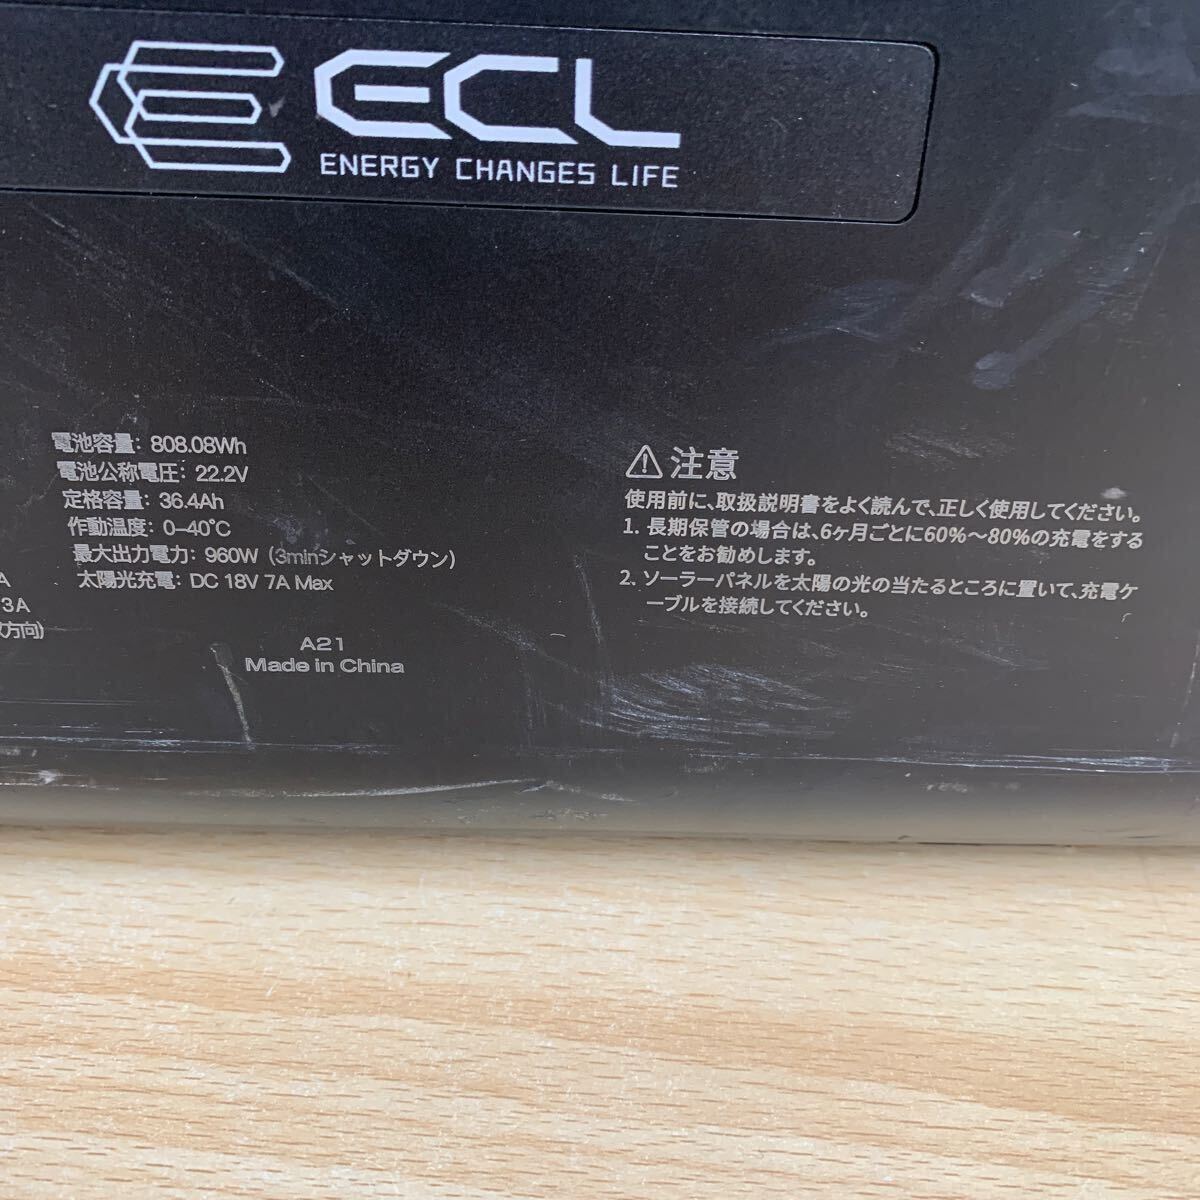 ECL
ENERGY CHANGES LIFE
電池容量: 808.08Wh
電池公称電圧: 22.2V
定格容量: 36.4Ah
作動温度: 0–40℃
最大出力電力: 960W (3minシャットダウン)
太陽光充電: DC 18V 7A Max
A
3A
方向)
A21
Made in China
⚠ 注意
使用前に、取扱説明書をよく読んで、正しく使用してください。
1. 長期保管の場合は、6ヶ月ごとに60%~80%の充電をする
ことをお勧めします。
2. ソーラーパネルを太陽の光の当たるところに置いて、充電ケ
ーブルを接続してください。